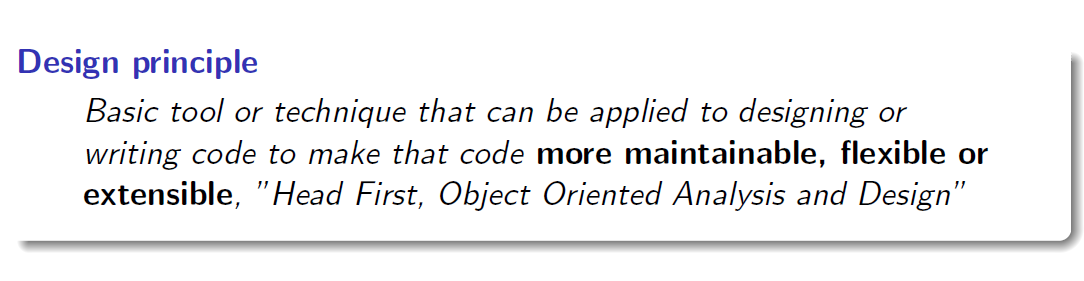 Design principle
Basic tool or technique that can be applied to designing or
writing code to make that code more maintainable, flexible or
extensible, "Head First, Object Oriented Analysis and Design"